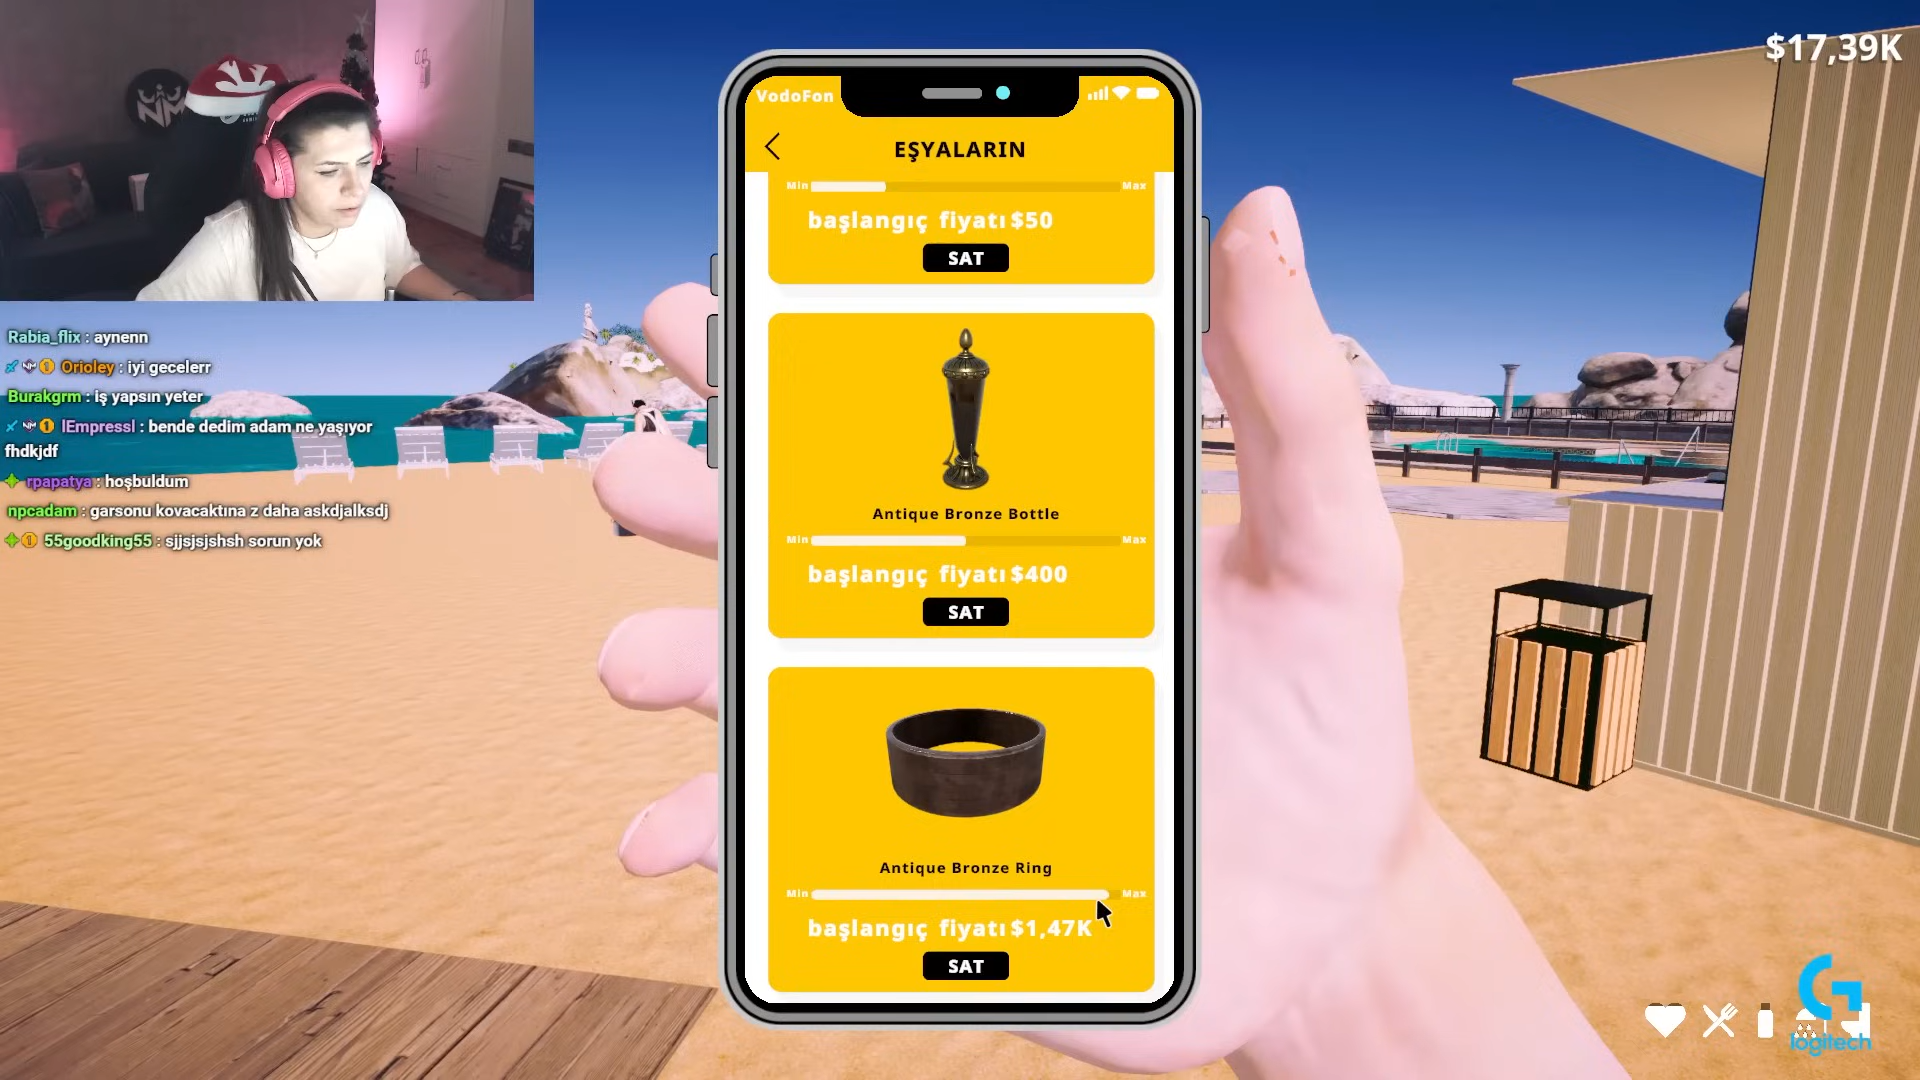 $17,39K
VodoFon
EŞYALARIN
Min Max
başlangıç fiyatı $50
SAT
Antique Bronze Bottle
Min Max
başlangıç fiyatı $400
SAT
Antique Bronze Ring
Min Max
başlangıç fiyatı $1,47K
SAT
Rabia_flix : aynenn
Orioley : iyi gecelerr
Burakgrm : iş yapsın yeter
lEmpressl : bende dedim adam ne yaşıyor
fhdkjdf
rpapatya : hoşbuldum
npcadam : garsonu kovacaktına z daha askdjalksdj
55goodking55 : sjjsjsjshsh sorun yok
logitech